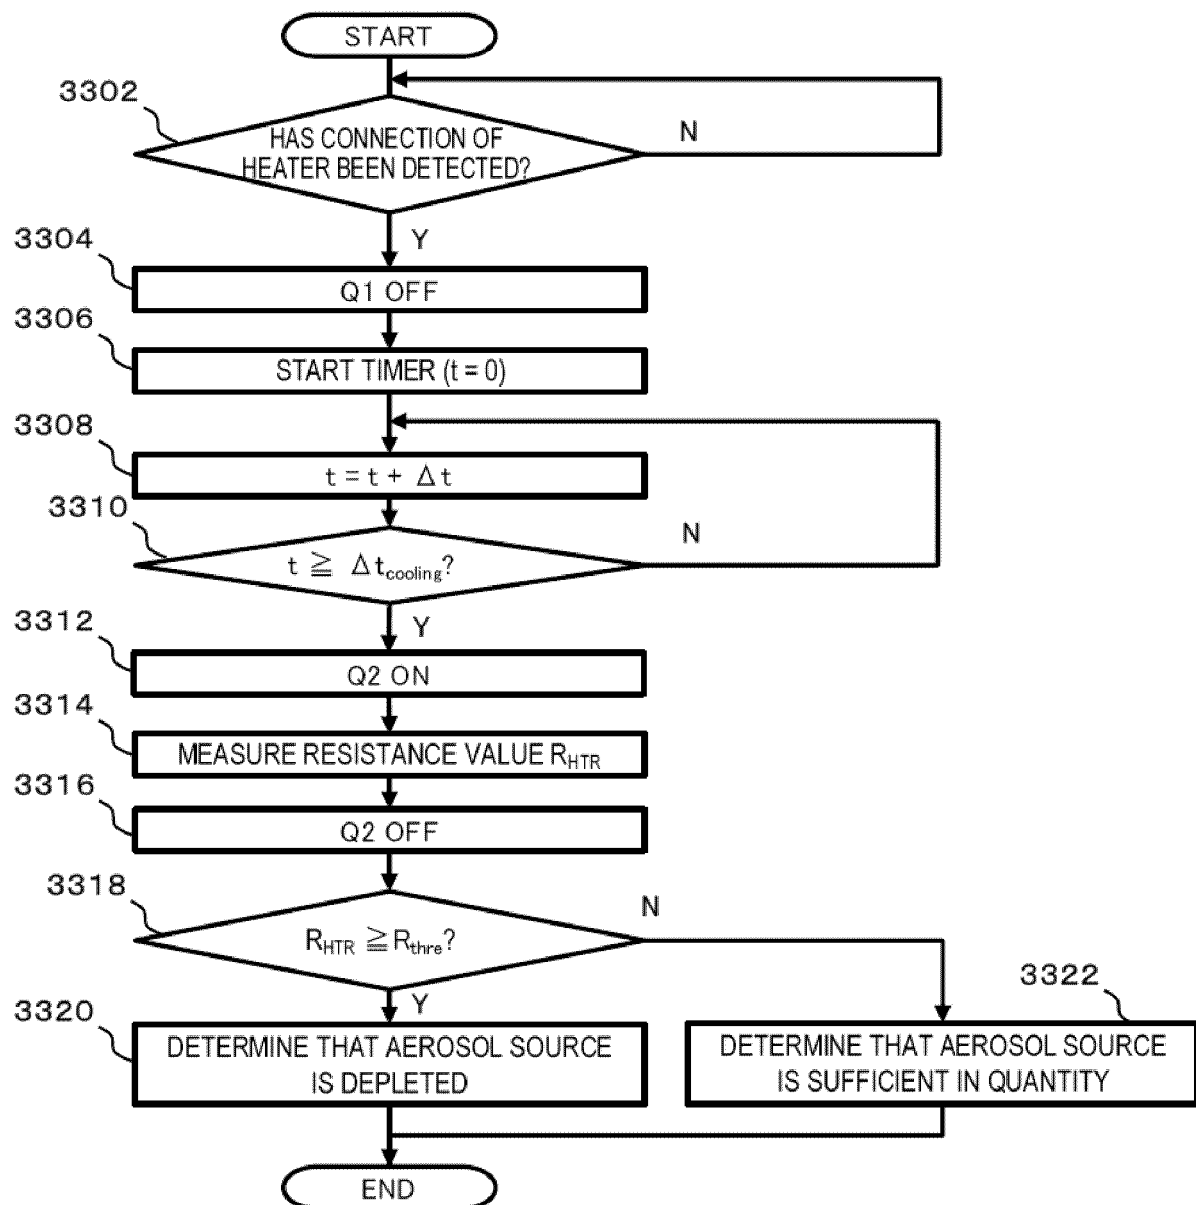 START
3302
HAS CONNECTION OF
HEATER BEEN DETECTED?
N
Y
3304
Q1 OFF
3306
START TIMER (t = 0)
3308
t = t + Δt
3310
t ≧ Δt_cooling?
N
Y
3312
Q2 ON
3314
MEASURE RESISTANCE VALUE R_HTR
3316
Q2 OFF
3318
R_HTR ≧ R_thre?
N
Y
3320
DETERMINE THAT AEROSOL SOURCE
IS DEPLETED
3322
DETERMINE THAT AEROSOL SOURCE
IS SUFFICIENT IN QUANTITY
END